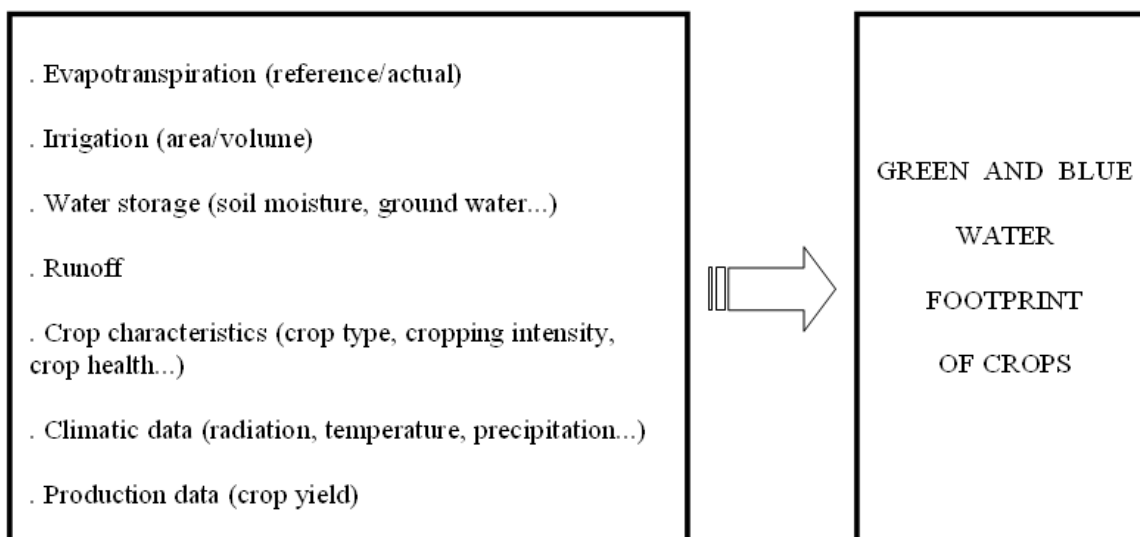 . Evapotranspiration (reference/actual)
. Irrigation (area/volume)
. Water storage (soil moisture, ground water...)
. Runoff
. Crop characteristics (crop type, cropping intensity,
crop health...)
. Climatic data (radiation, temperature, precipitation...)
. Production data (crop yield)
GREEN AND BLUE
WATER
FOOTPRINT
OF CROPS